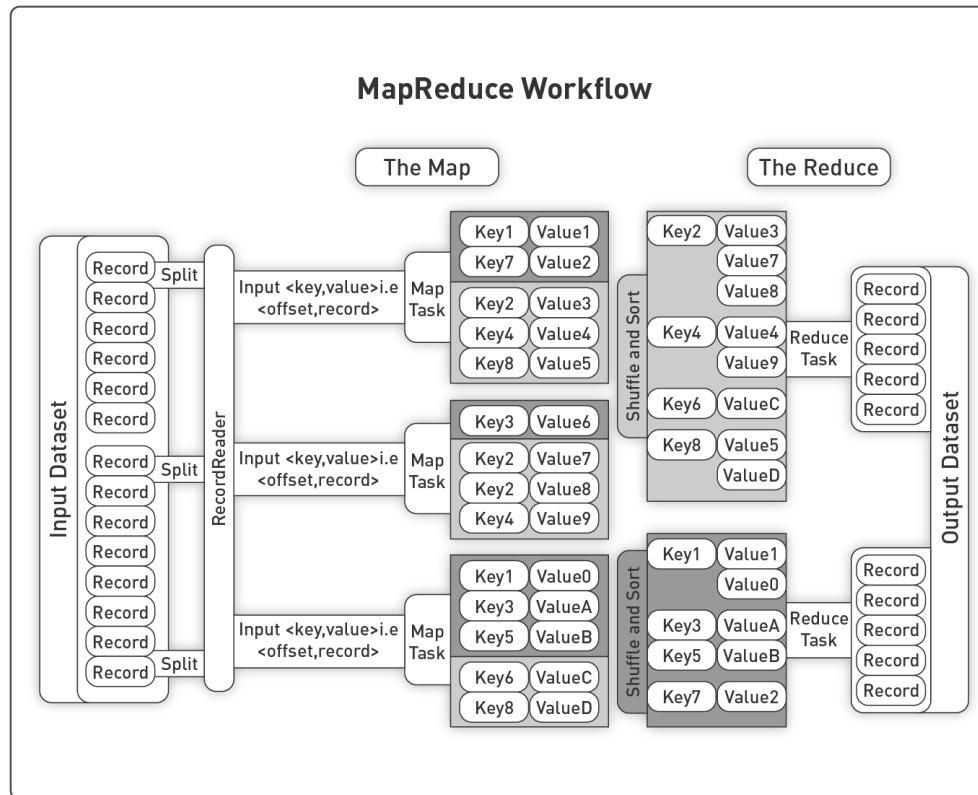 MapReduce Workflow
The Map
The Reduce
Input Dataset
Record
Record
Record
Record
Record
Record
Record
Record
Record
Record
Record
Record
Record
Record
Split
Split
Split
RecordReader
Input <key,value>i.e
<offset,record>
Map
Task
Key1 Value1
Key7 Value2
Key2 Value3
Key4 Value4
Key8 Value5
Input <key,value>i.e
<offset,record>
Map
Task
Key3 Value6
Key2 Value7
Key2 Value8
Key4 Value9
Input <key,value>i.e
<offset,record>
Map
Task
Key1 Value0
Key3 ValueA
Key5 ValueB
Key6 ValueC
Key8 ValueD
Shuffle and Sort
Key2 Value3
Value7
Value8
Key4 Value4
Value9
Key6 ValueC
Key8 Value5
ValueD
Reduce
Task
Record
Record
Record
Record
Record
Shuffle and Sort
Key1 Value1
Value0
Key3 ValueA
Key5 ValueB
Key7 Value2
Reduce
Task
Record
Record
Record
Record
Record
Output Dataset